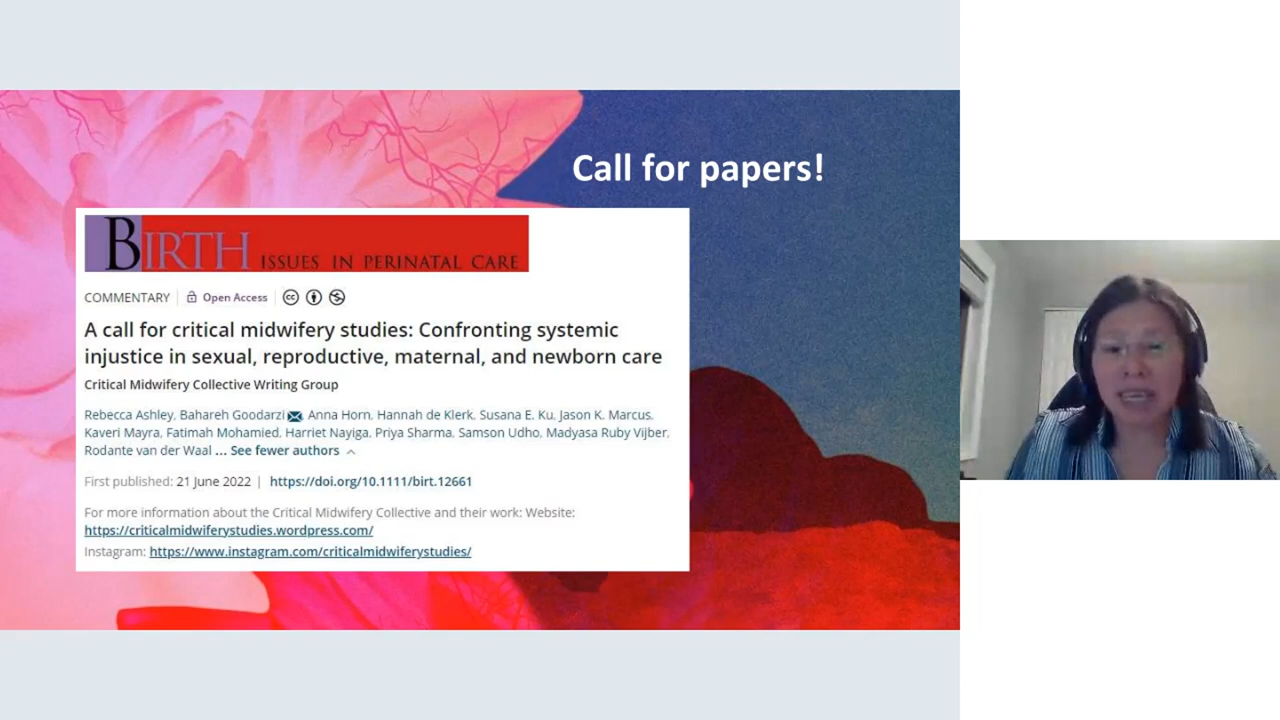 Call for papers!
BIRTH ISSUES IN PERINATAL CARE
COMMENTARY | Open Access | cc
A call for critical midwifery studies: Confronting systemic
injustice in sexual, reproductive, maternal, and newborn care
Critical Midwifery Collective Writing Group
Rebecca Ashley, Bahareh Goodarzi, Anna Horn, Hannah de Klerk, Susana E. Ku, Jason K. Marcus,
Kaveri Mayra, Fatimah Mohamied, Harriet Nayiga, Priya Sharma, Samson Udho, Madyasa Ruby Vijber,
Rodante van der Waal ... See fewer authors
First published: 21 June 2022 | https://doi.org/10.1111/birt.12661
For more information about the Critical Midwifery Collective and their work: Website:
https://criticalmidwiferystudies.wordpress.com/
Instagram: https://www.instagram.com/criticalmidwiferystudies/